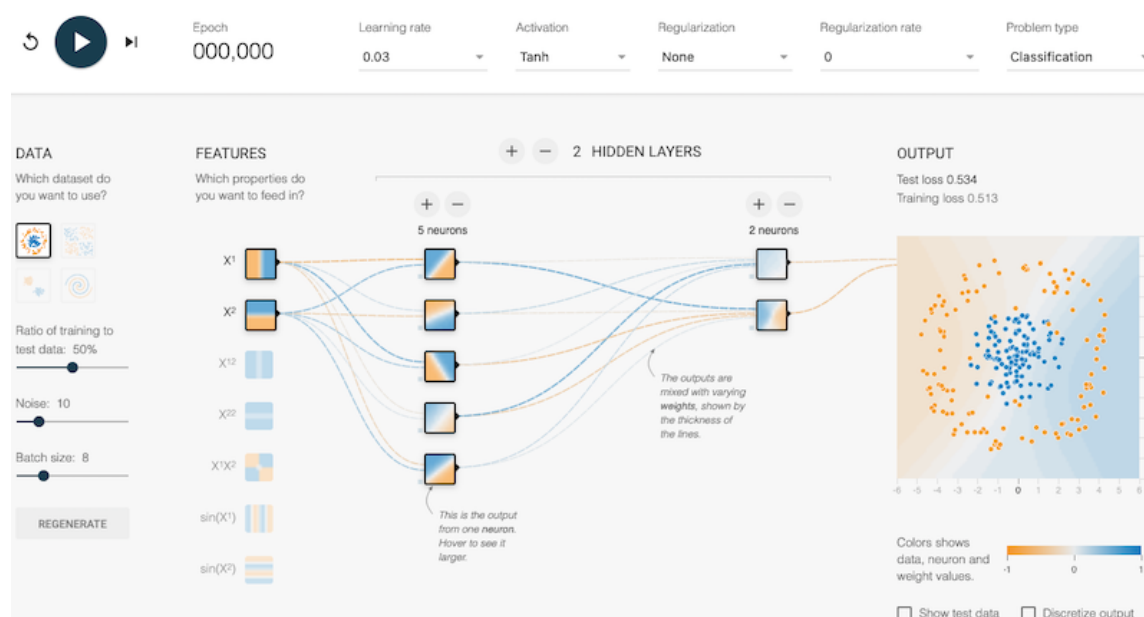 Epoch
000,000
Learning rate
0.03
Activation
Tanh
Regularization
None
Regularization rate
0
Problem type
Classification
DATA
Which dataset do
you want to use?
Ratio of training to
test data: 50%
Noise: 10
Batch size: 8
REGENERATE
FEATURES
Which properties do
you want to feed in?
X1
X2
X12
X22
X1X2
sin(X1)
sin(X2)
+ − 2 HIDDEN LAYERS
+ −
5 neurons
+ −
2 neurons
This is the output
from one neuron.
Hover to see it
larger.
The outputs are
mixed with varying
weights, shown by
the thickness of
the lines.
OUTPUT
Test loss 0.534
Training loss 0.513
-6 -5 -4 -3 -2 -1 0 1 2 3 4 5 6
Colors shows
data, neuron and
weight values.
-1 0 1
Show test data
Discretize output